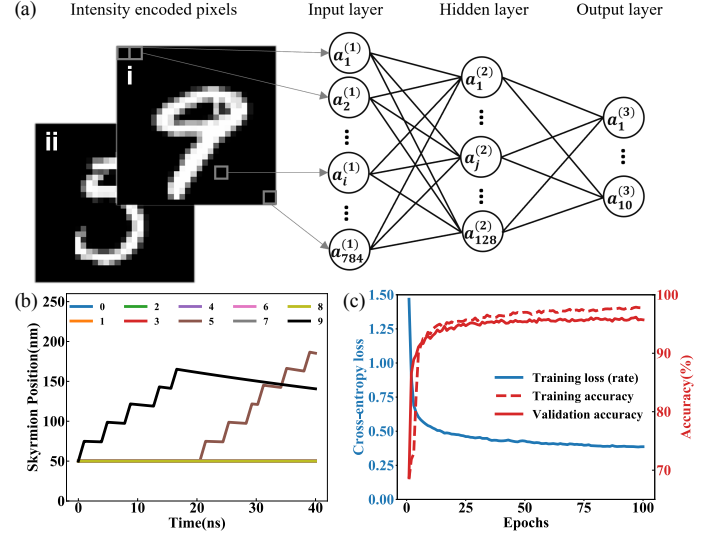 (a) Intensity encoded pixels Input layer Hidden layer Output layer
i
ii
a_1^(1)
a_2^(1)
a_i^(1)
a_784^(1)
a_1^(2)
a_j^(2)
a_128^(2)
a_1^(3)
a_10^(3)
(b)
0 2 4 6 8
1 3 5 7 9
Skyrmion Position(nm)
250
200
150
100
50
0 10 20 30 40
Time(ns)
(c)
Cross-entropy loss
1.50
1.25
1.00
0.75
0.50
0.25
0.00
Training loss (rate)
Training accuracy
Validation accuracy
100
90
80
70
Accuracy(%)
0 25 50 75 100
Epochs